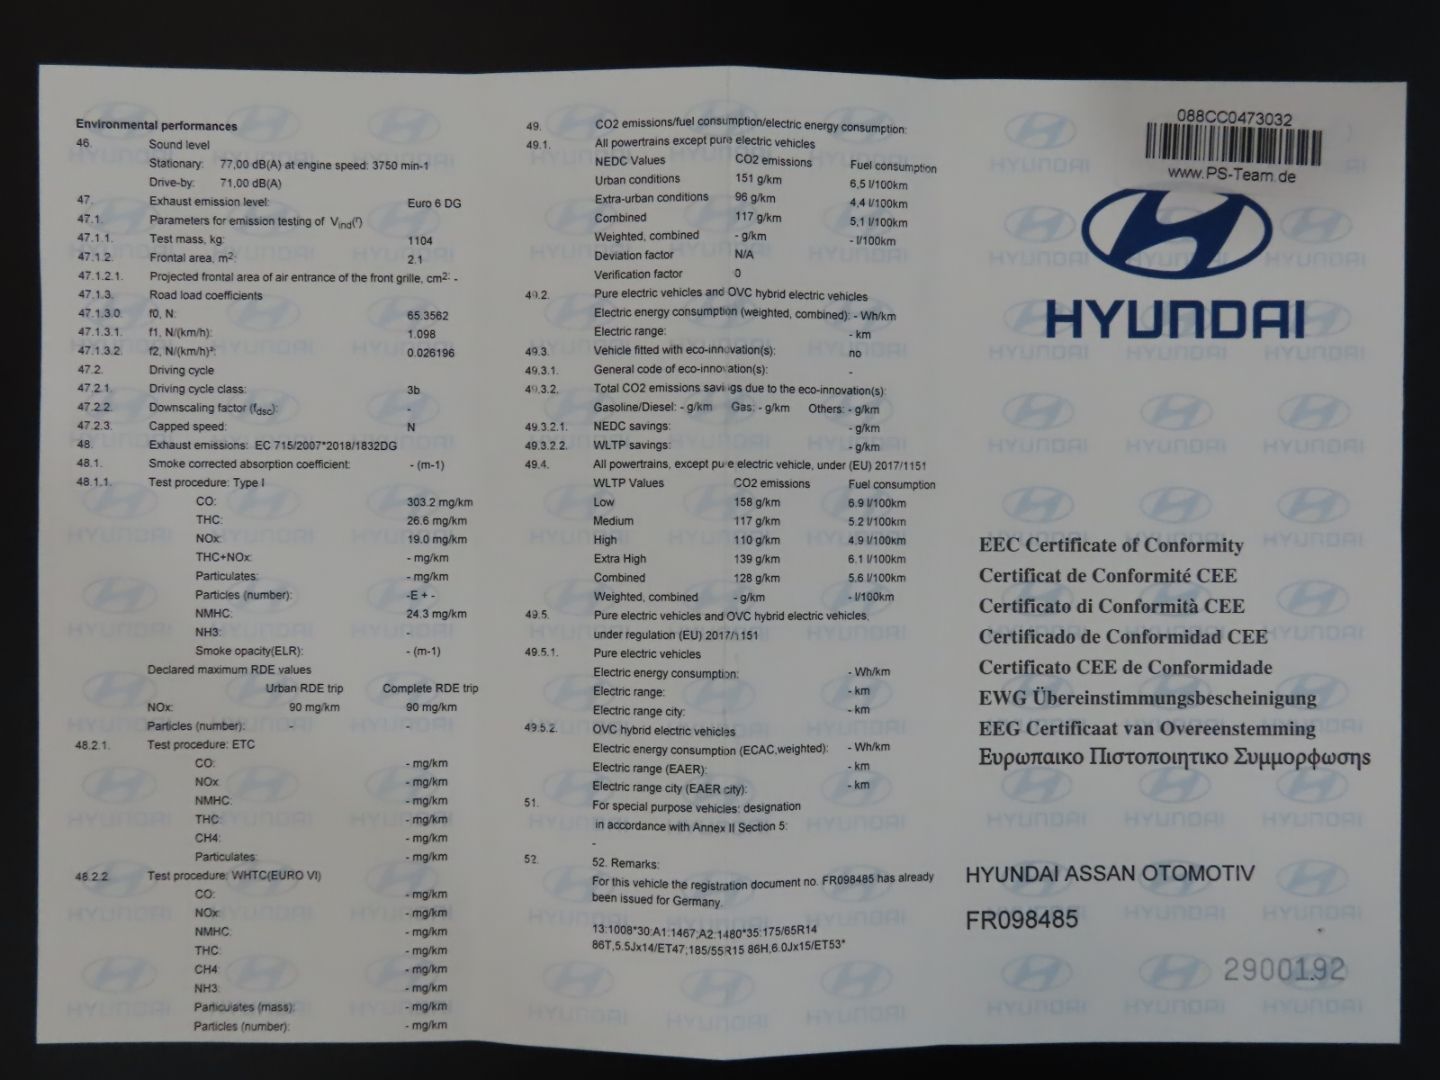 Environmental performances
46. Sound level
Stationary: 77,00 dB(A) at engine speed: 3750 min-1
Drive-by: 71,00 dB(A)
47. Exhaust emission level: Euro 6 DG
47.1. Parameters for emission testing of Vind(r)
47.1.1. Test mass, kg: 1104
47.1.2. Frontal area, m²: 2.1
47.1.2.1. Projected frontal area of air entrance of the front grille, cm²: -
47.1.3. Road load coefficients
47.1.3.0. f0, N: 65.3562
47.1.3.1. f1, N/(km/h): 1.098
47.1.3.2. f2, N/(km/h)²: 0.026196
47.2. Driving cycle
47.2.1. Driving cycle class: 3b
47.2.2. Downscaling factor (fdsc): -
47.2.3. Capped speed: N
48. Exhaust emissions: EC 715/2007*2018/1832DG
48.1. Smoke corrected absorption coefficient: - (m-1)
48.1.1. Test procedure: Type I
CO: 303.2 mg/km
THC: 26.6 mg/km
NOx: 19.0 mg/km
THC+NOx: - mg/km
Particulates: - mg/km
Particles (number): -E + -
NMHC: 24.3 mg/km
NH3: -
Smoke opacity(ELR): - (m-1)
Declared maximum RDE values
Urban RDE trip Complete RDE trip
NOx: 90 mg/km 90 mg/km
Particles (number): - -
48.2.1. Test procedure: ETC
CO: - mg/km
NOx - mg/km
NMHC: - mg/km
THC: - mg/km
CH4: - mg/km
Particulates: - mg/km
48.2.2 Test procedure: WHTC(EURO VI)
CO: - mg/km
NOx: - mg/km
NMHC: - mg/km
THC: - mg/km
CH4 - mg/km
NH3: - mg/km
Particulates (mass): - mg/km
Particles (number): - mg/km
49. CO2 emissions/fuel consumption/electric energy consumption:
49.1. All powertrains except pure electric vehicles
NEDC Values CO2 emissions Fuel consumption
Urban conditions 151 g/km 6,5 l/100km
Extra-urban conditions 96 g/km 4,4 l/100km
Combined 117 g/km 5,1 l/100km
Weighted, combined - g/km - l/100km
Deviation factor N/A
Verification factor 0
49.2. Pure electric vehicles and OVC hybrid electric vehicles
Electric energy consumption (weighted, combined): - Wh/km
Electric range: - km
49.3. Vehicle fitted with eco-innovation(s): no
49.3.1. General code of eco-innovation(s): -
49.3.2. Total CO2 emissions savings due to the eco-innovation(s):
Gasoline/Diesel: - g/km Gas: - g/km Others: - g/km
49.3.2.1. NEDC savings: - g/km
49.3.2.2. WLTP savings: - g/km
49.4. All powertrains, except pure electric vehicle, under (EU) 2017/1151
WLTP Values CO2 emissions Fuel consumption
Low 158 g/km 6.9 l/100km
Medium 117 g/km 5.2 l/100km
High 110 g/km 4.9 l/100km
Extra High 139 g/km 6.1 l/100km
Combined 128 g/km 5.6 l/100km
Weighted, combined - g/km - l/100km
49.5. Pure electric vehicles and OVC hybrid electric vehicles,
under regulation (EU) 2017/1151
49.5.1. Pure electric vehicles
Electric energy consumption: - Wh/km
Electric range: - km
Electric range city: - km
49.5.2. OVC hybrid electric vehicles
Electric energy consumption (ECAC,weighted): - Wh/km
Electric range (EAER): - km
Electric range city (EAER city): - km
51. For special purpose vehicles: designation
in accordance with Annex II Section 5:
-
52. 52. Remarks:
For this vehicle the registration document no. FR098485 has already
been issued for Germany.
13:1008*30:A1:1467,A2:1480*35:175/65R14
86T,5.5Jx14/ET47;185/55R15 86H,6.0Jx15/ET53*
088CC0473032
www.PS-Team.de
HYUNDAI
EEC Certificate of Conformity
Certificat de Conformité CEE
Certificato di Conformità CEE
Certificado de Conformidad CEE
Certificato CEE de Conformidade
EWG Übereinstimmungsbescheinigung
EEG Certificaat van Overeenstemming
Ευρωπαικο Πιστοποιητικο Συμμορφωσης
HYUNDAI ASSAN OTOMOTIV
FR098485
2900192